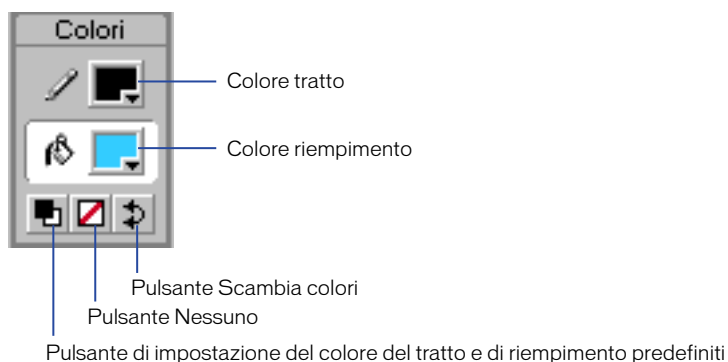 Colori
Colore tratto
Colore riempimento
Pulsante Scambia colori
Pulsante Nessuno
Pulsante di impostazione del colore del tratto e di riempimento predefiniti